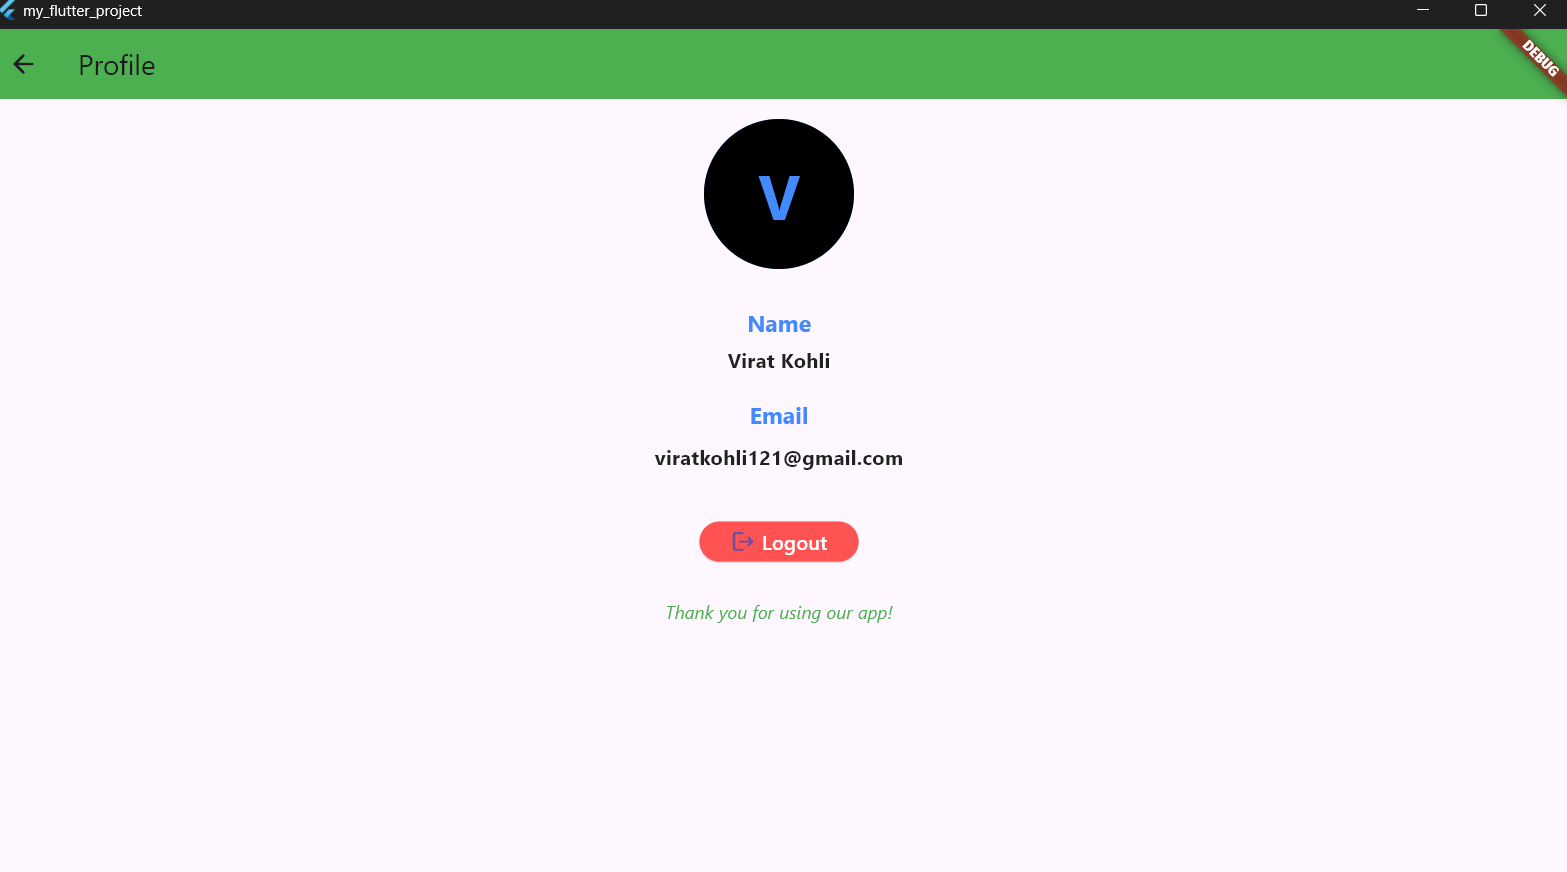 my_flutter_project
Profile
DEBUG
V
Name
Virat Kohli
Email
viratkohli121@gmail.com
Logout
Thank you for using our app!